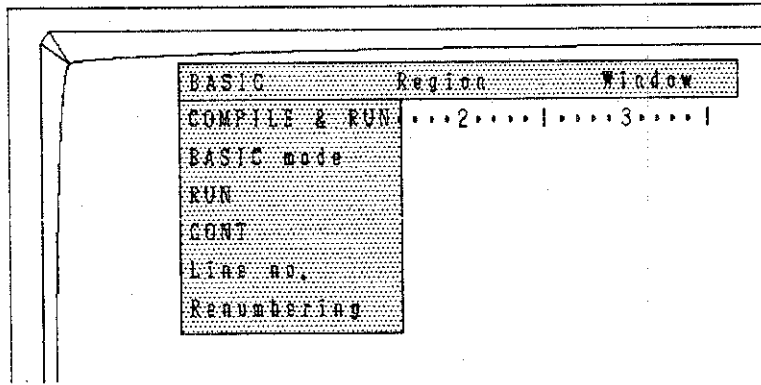 BASIC Region Window
COMPILE & RUN ····2····|····3····|
BASIC mode
RUN
CONT
Line no.
Renumbering